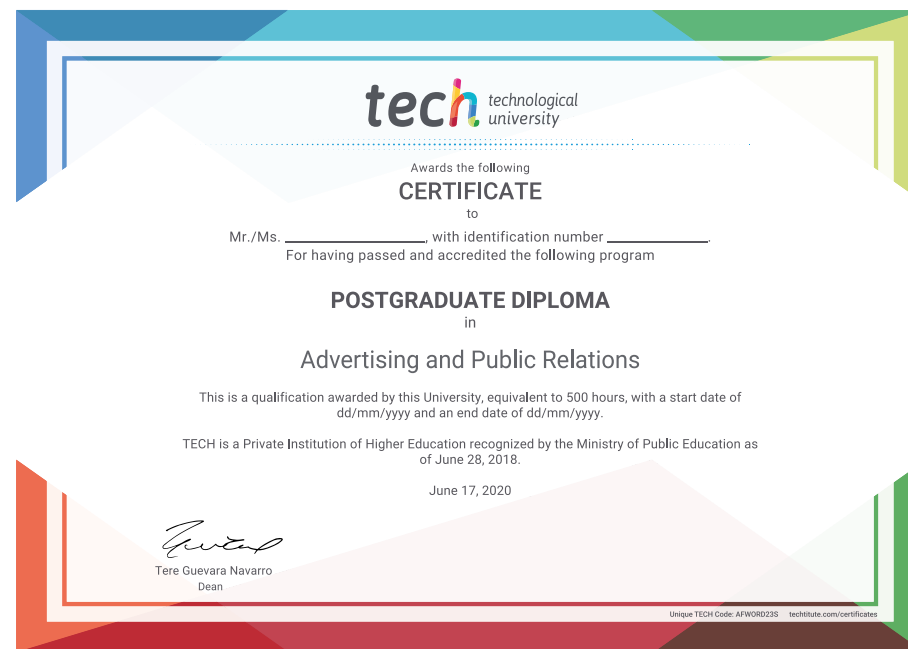 tech technological
university
Awards the following
CERTIFICATE
to
Mr./Ms. ____________________, with identification number ______________.
For having passed and accredited the following program
POSTGRADUATE DIPLOMA
in
Advertising and Public Relations
This is a qualification awarded by this University, equivalent to 500 hours, with a start date of
dd/mm/yyyy and an end date of dd/mm/yyyy.
TECH is a Private Institution of Higher Education recognized by the Ministry of Public Education as
of June 28, 2018.
June 17, 2020
Tere Guevara Navarro
Dean
Unique TECH Code: AFWORD23S techtitute.com/certificates